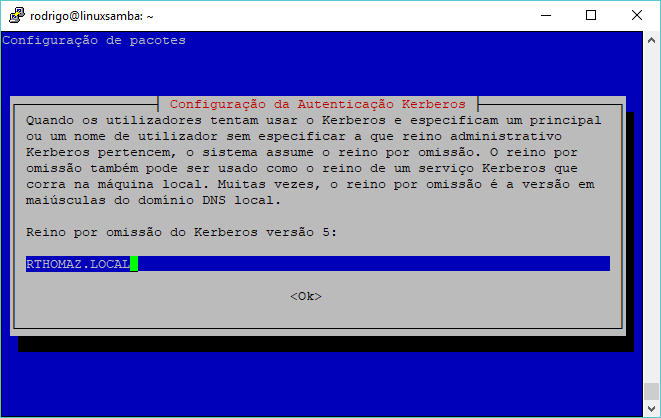 rodrigo@linuxsamba: ~
Configuração de pacotes
Configuração da Autenticação Kerberos
Quando os utilizadores tentam usar o Kerberos e especificam um principal
ou um nome de utilizador sem especificar a que reino administrativo
Kerberos pertencem, o sistema assume o reino por omissão. O reino por
omissão também pode ser usado como o reino de um serviço Kerberos que
corra na máquina local. Muitas vezes, o reino por omissão é a versão em
maiúsculas do domínio DNS local.
Reino por omissão do Kerberos versão 5:
RTHOMAZ.LOCAL
<Ok>